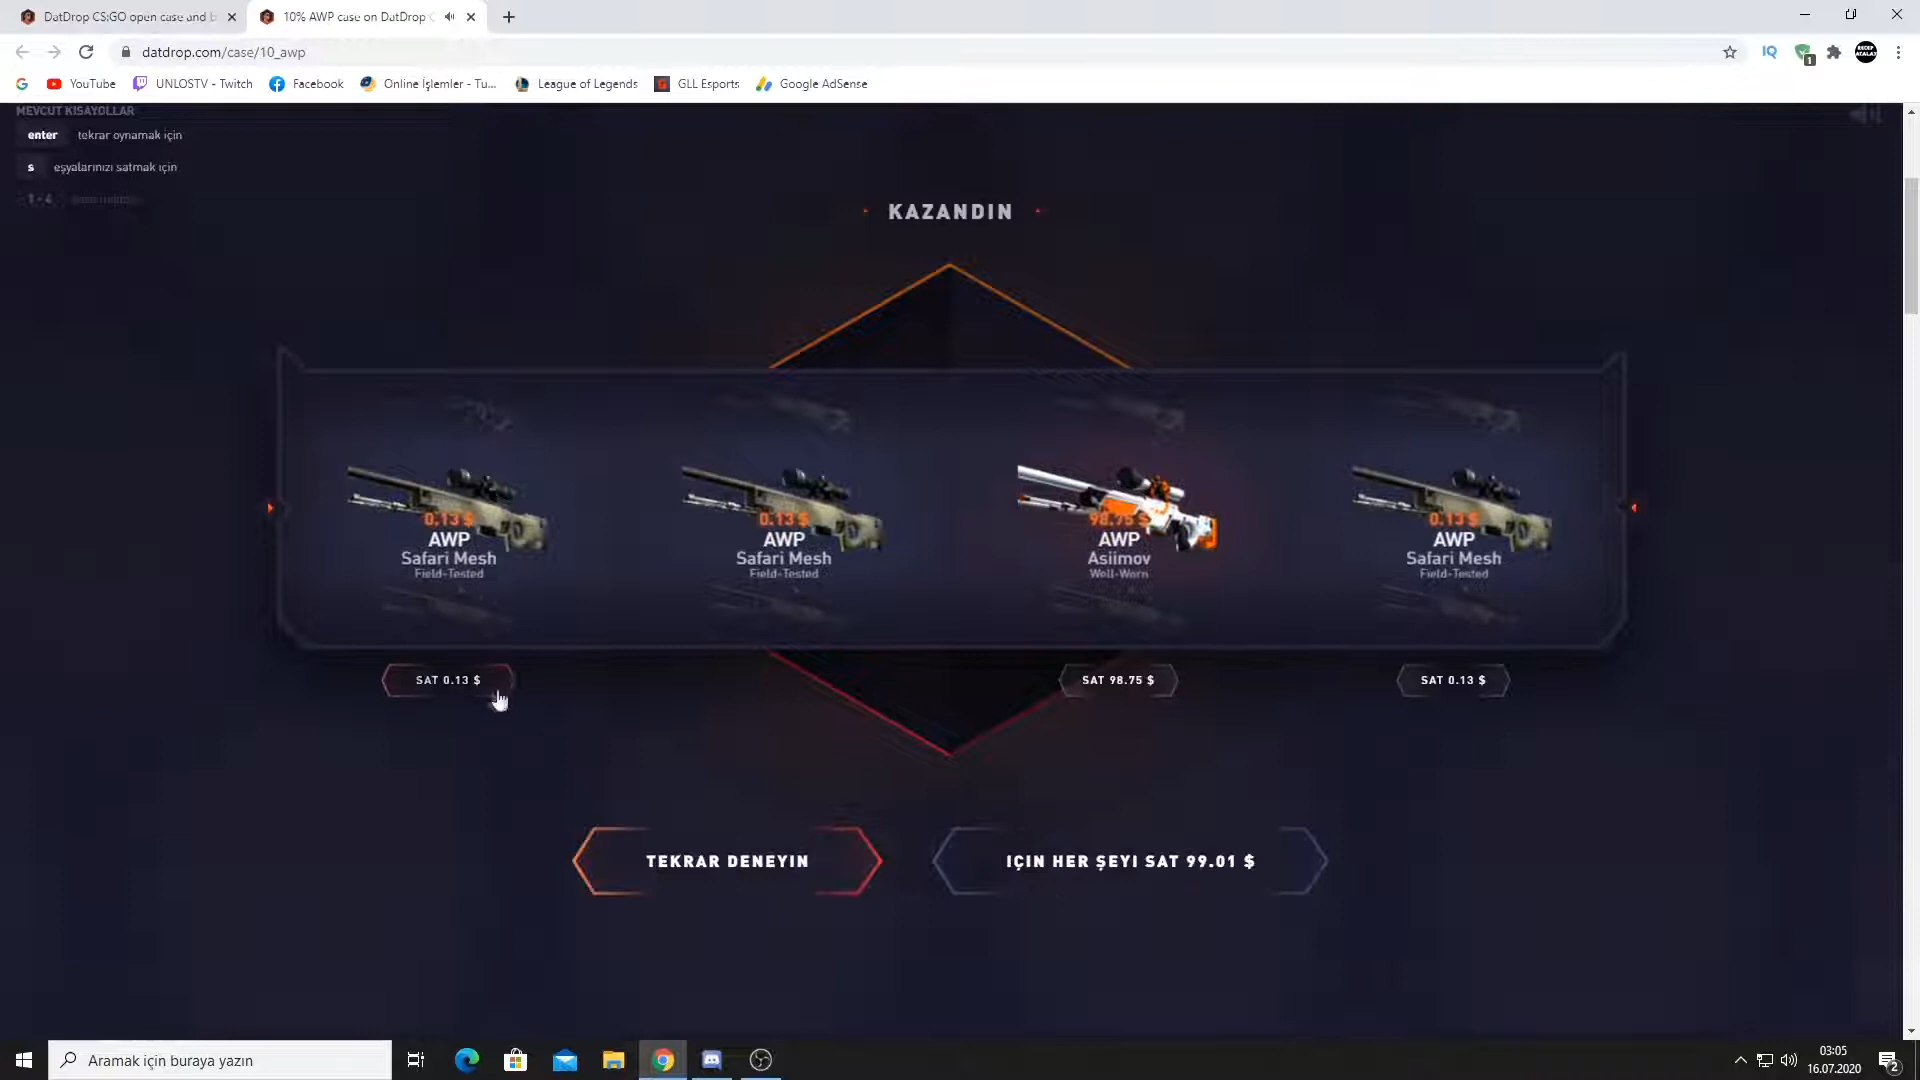 DatDrop CS:GO open case and b
10% AWP case on DatDrop
datdrop.com/case/10_awp
YouTube
UNLOSTV - Twitch
Facebook
Online İşlemler - Tu...
League of Legends
GLL Esports
Google AdSense
MEVCUT KISAYOLLAR
enter tekrar oynamak için
s eşyalarınızı satmak için
1 - 4
KAZANDIN
0.13 $
AWP
Safari Mesh
Field-Tested
0.13 $
AWP
Safari Mesh
Field-Tested
98.75 $
AWP
Asiimov
Well-Worn
0.13 $
AWP
Safari Mesh
Field-Tested
SAT 0.13 $
SAT 98.75 $
SAT 0.13 $
TEKRAR DENEYIN
IÇIN HER ŞEYI SAT 99.01 $
Aramak için buraya yazın
03:05
16.07.2020
2